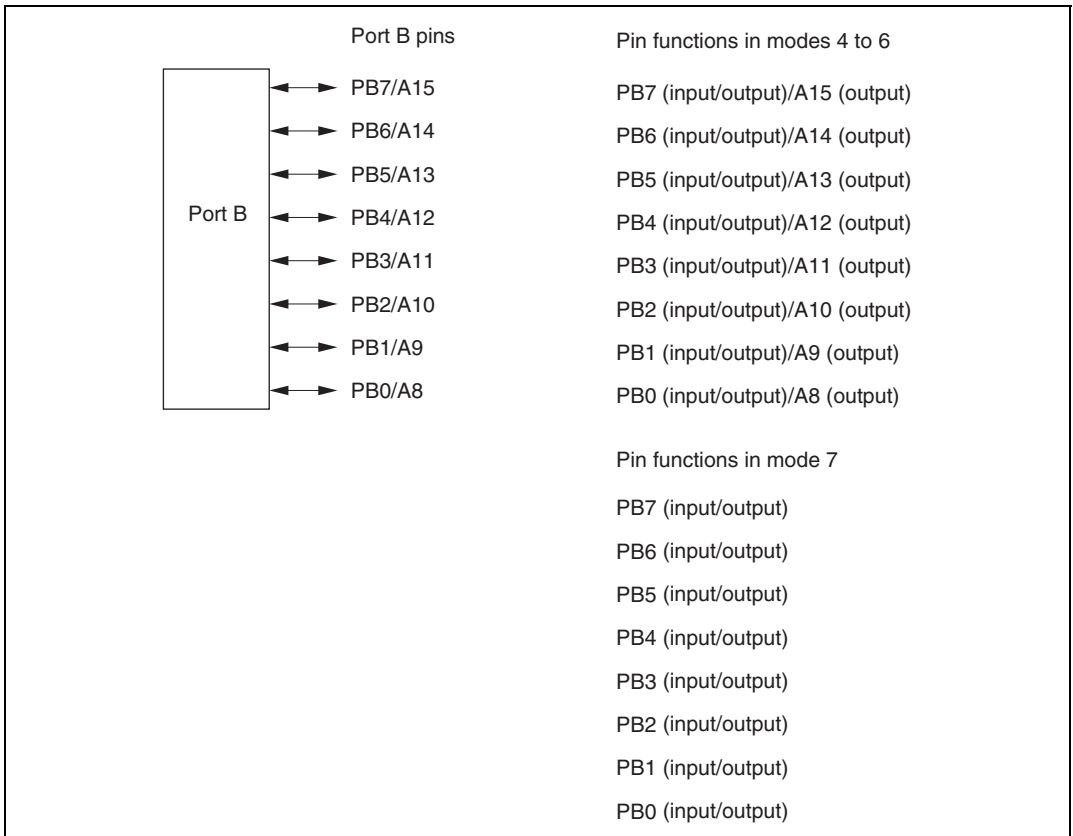 Port B pins
Pin functions in modes 4 to 6
Port B
PB7/A15
PB7 (input/output)/A15 (output)
PB6/A14
PB6 (input/output)/A14 (output)
PB5/A13
PB5 (input/output)/A13 (output)
PB4/A12
PB4 (input/output)/A12 (output)
PB3/A11
PB3 (input/output)/A11 (output)
PB2/A10
PB2 (input/output)/A10 (output)
PB1/A9
PB1 (input/output)/A9 (output)
PB0/A8
PB0 (input/output)/A8 (output)
Pin functions in mode 7
PB7 (input/output)
PB6 (input/output)
PB5 (input/output)
PB4 (input/output)
PB3 (input/output)
PB2 (input/output)
PB1 (input/output)
PB0 (input/output)